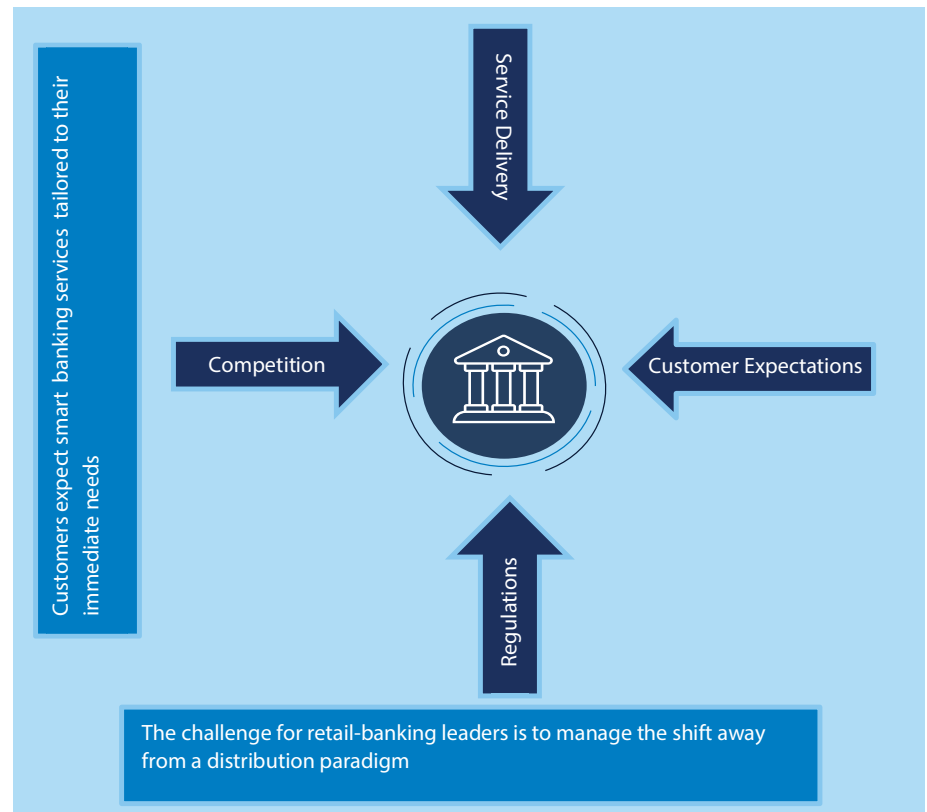 Customers expect smart banking services tailored to their
immediate needs
Service Delivery
Competition
Customer Expectations
Regulations
The challenge for retail-banking leaders is to manage the shift away
from a distribution paradigm